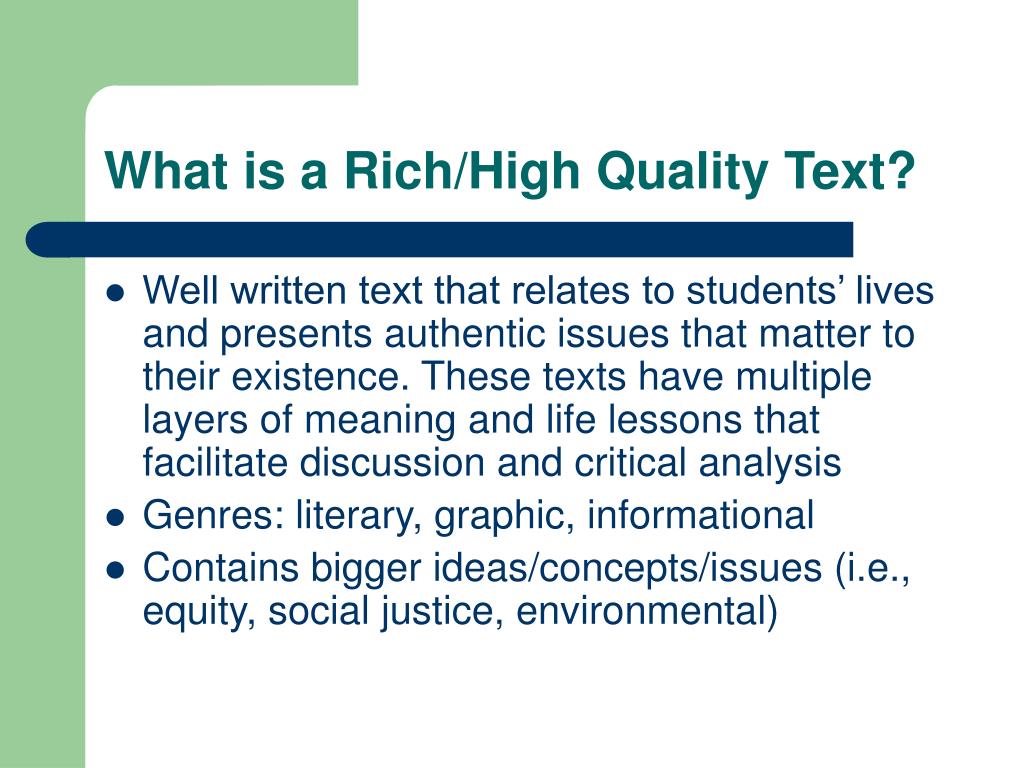 What is a Rich/High Quality Text?
● Well written text that relates to students’ lives
and presents authentic issues that matter to
their existence. These texts have multiple
layers of meaning and life lessons that
facilitate discussion and critical analysis
● Genres: literary, graphic, informational
● Contains bigger ideas/concepts/issues (i.e.,
equity, social justice, environmental)